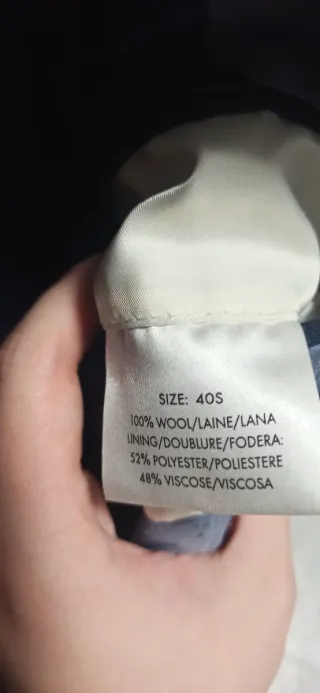 SIZE: 40S
100% WOOL/LAINE/LANA
LINING/DOUBLURE/FODERA:
52% POLYESTER/POLIESTERE
48% VISCOSE/VISCOSA